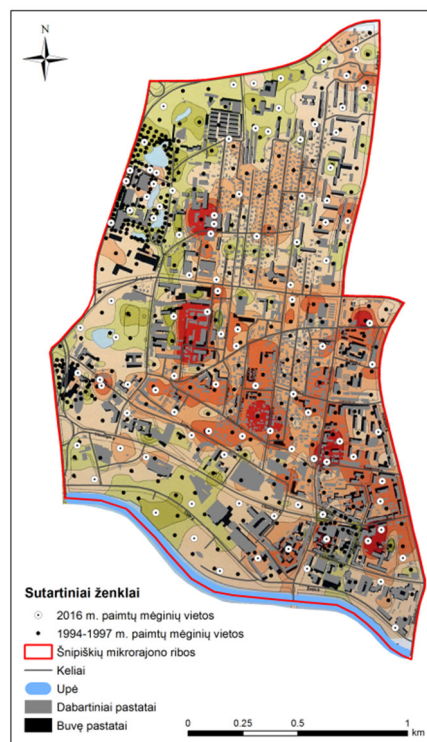 N
Sutartiniai ženklai
2016 m. paimtų mėginių vietos
1994-1997 m. paimtų mėginių vietos
Šnipiškių mikrorajono ribos
Keliai
Upė
Dabartiniai pastatai
Buvę pastatai
0 0.25 0.5 1
km